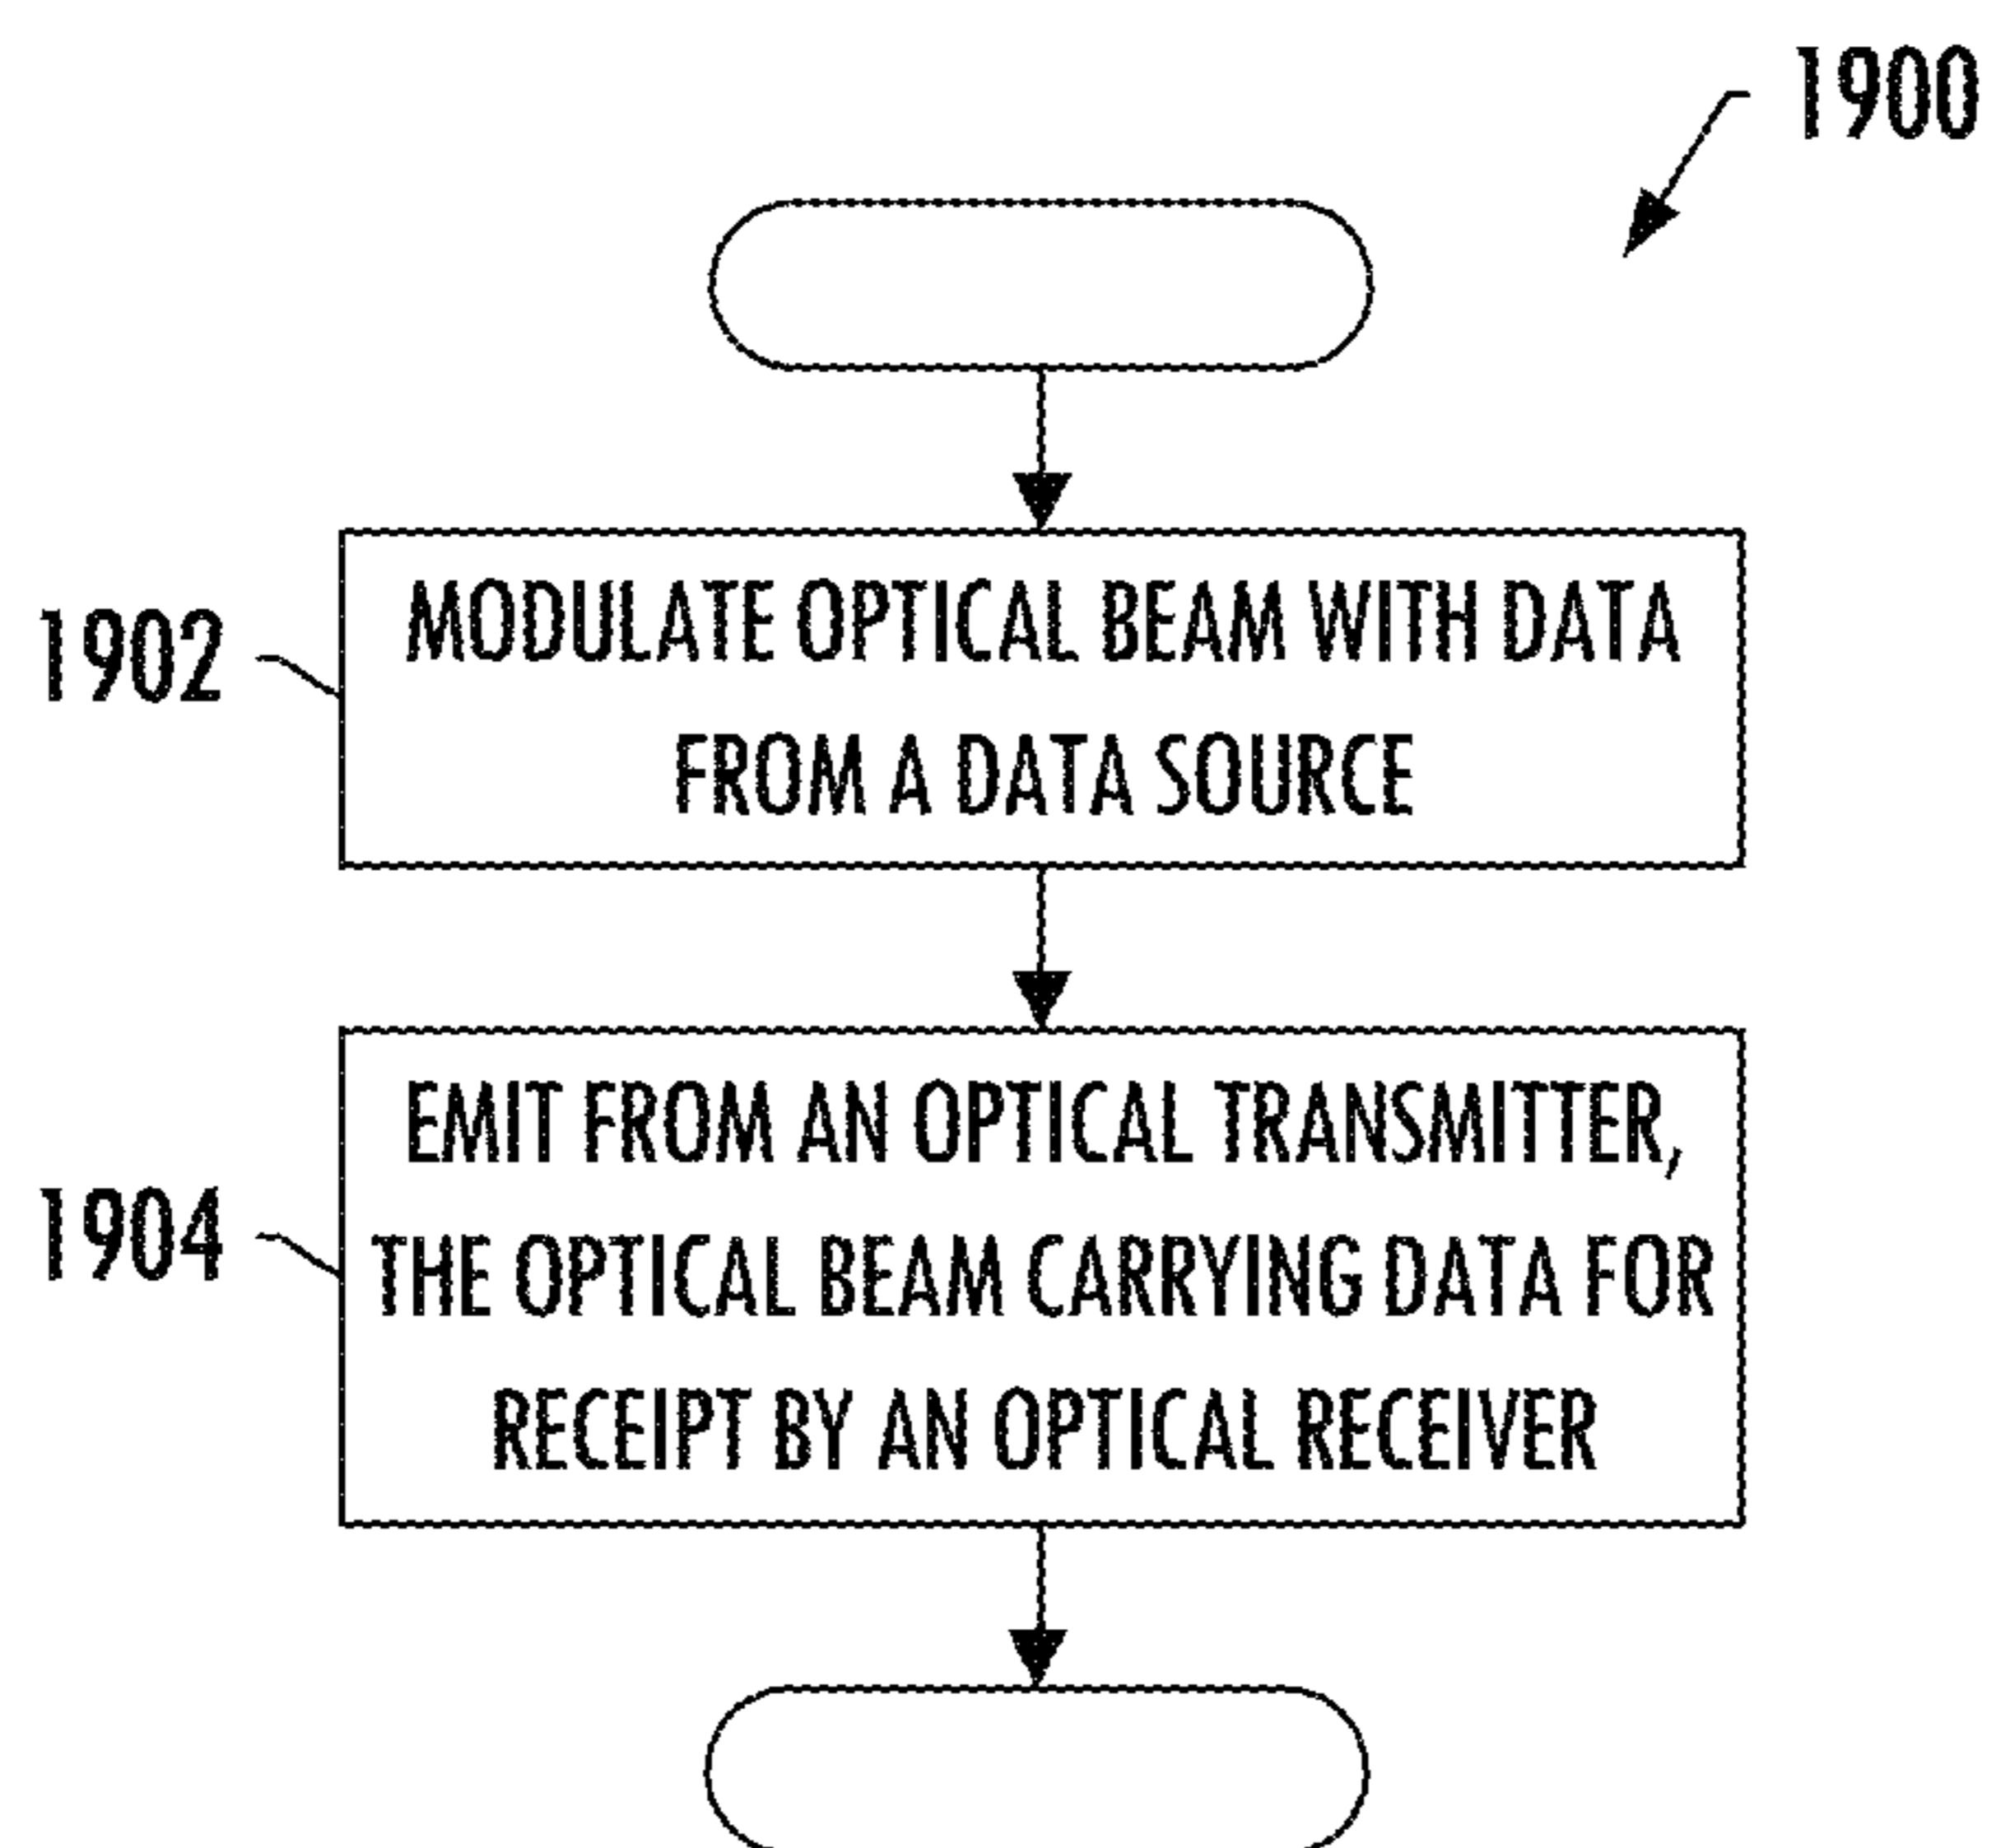 1900
1902
MODULATE OPTICAL BEAM WITH DATA
FROM A DATA SOURCE
1904
EMIT FROM AN OPTICAL TRANSMITTER,
THE OPTICAL BEAM CARRYING DATA FOR
RECEIPT BY AN OPTICAL RECEIVER